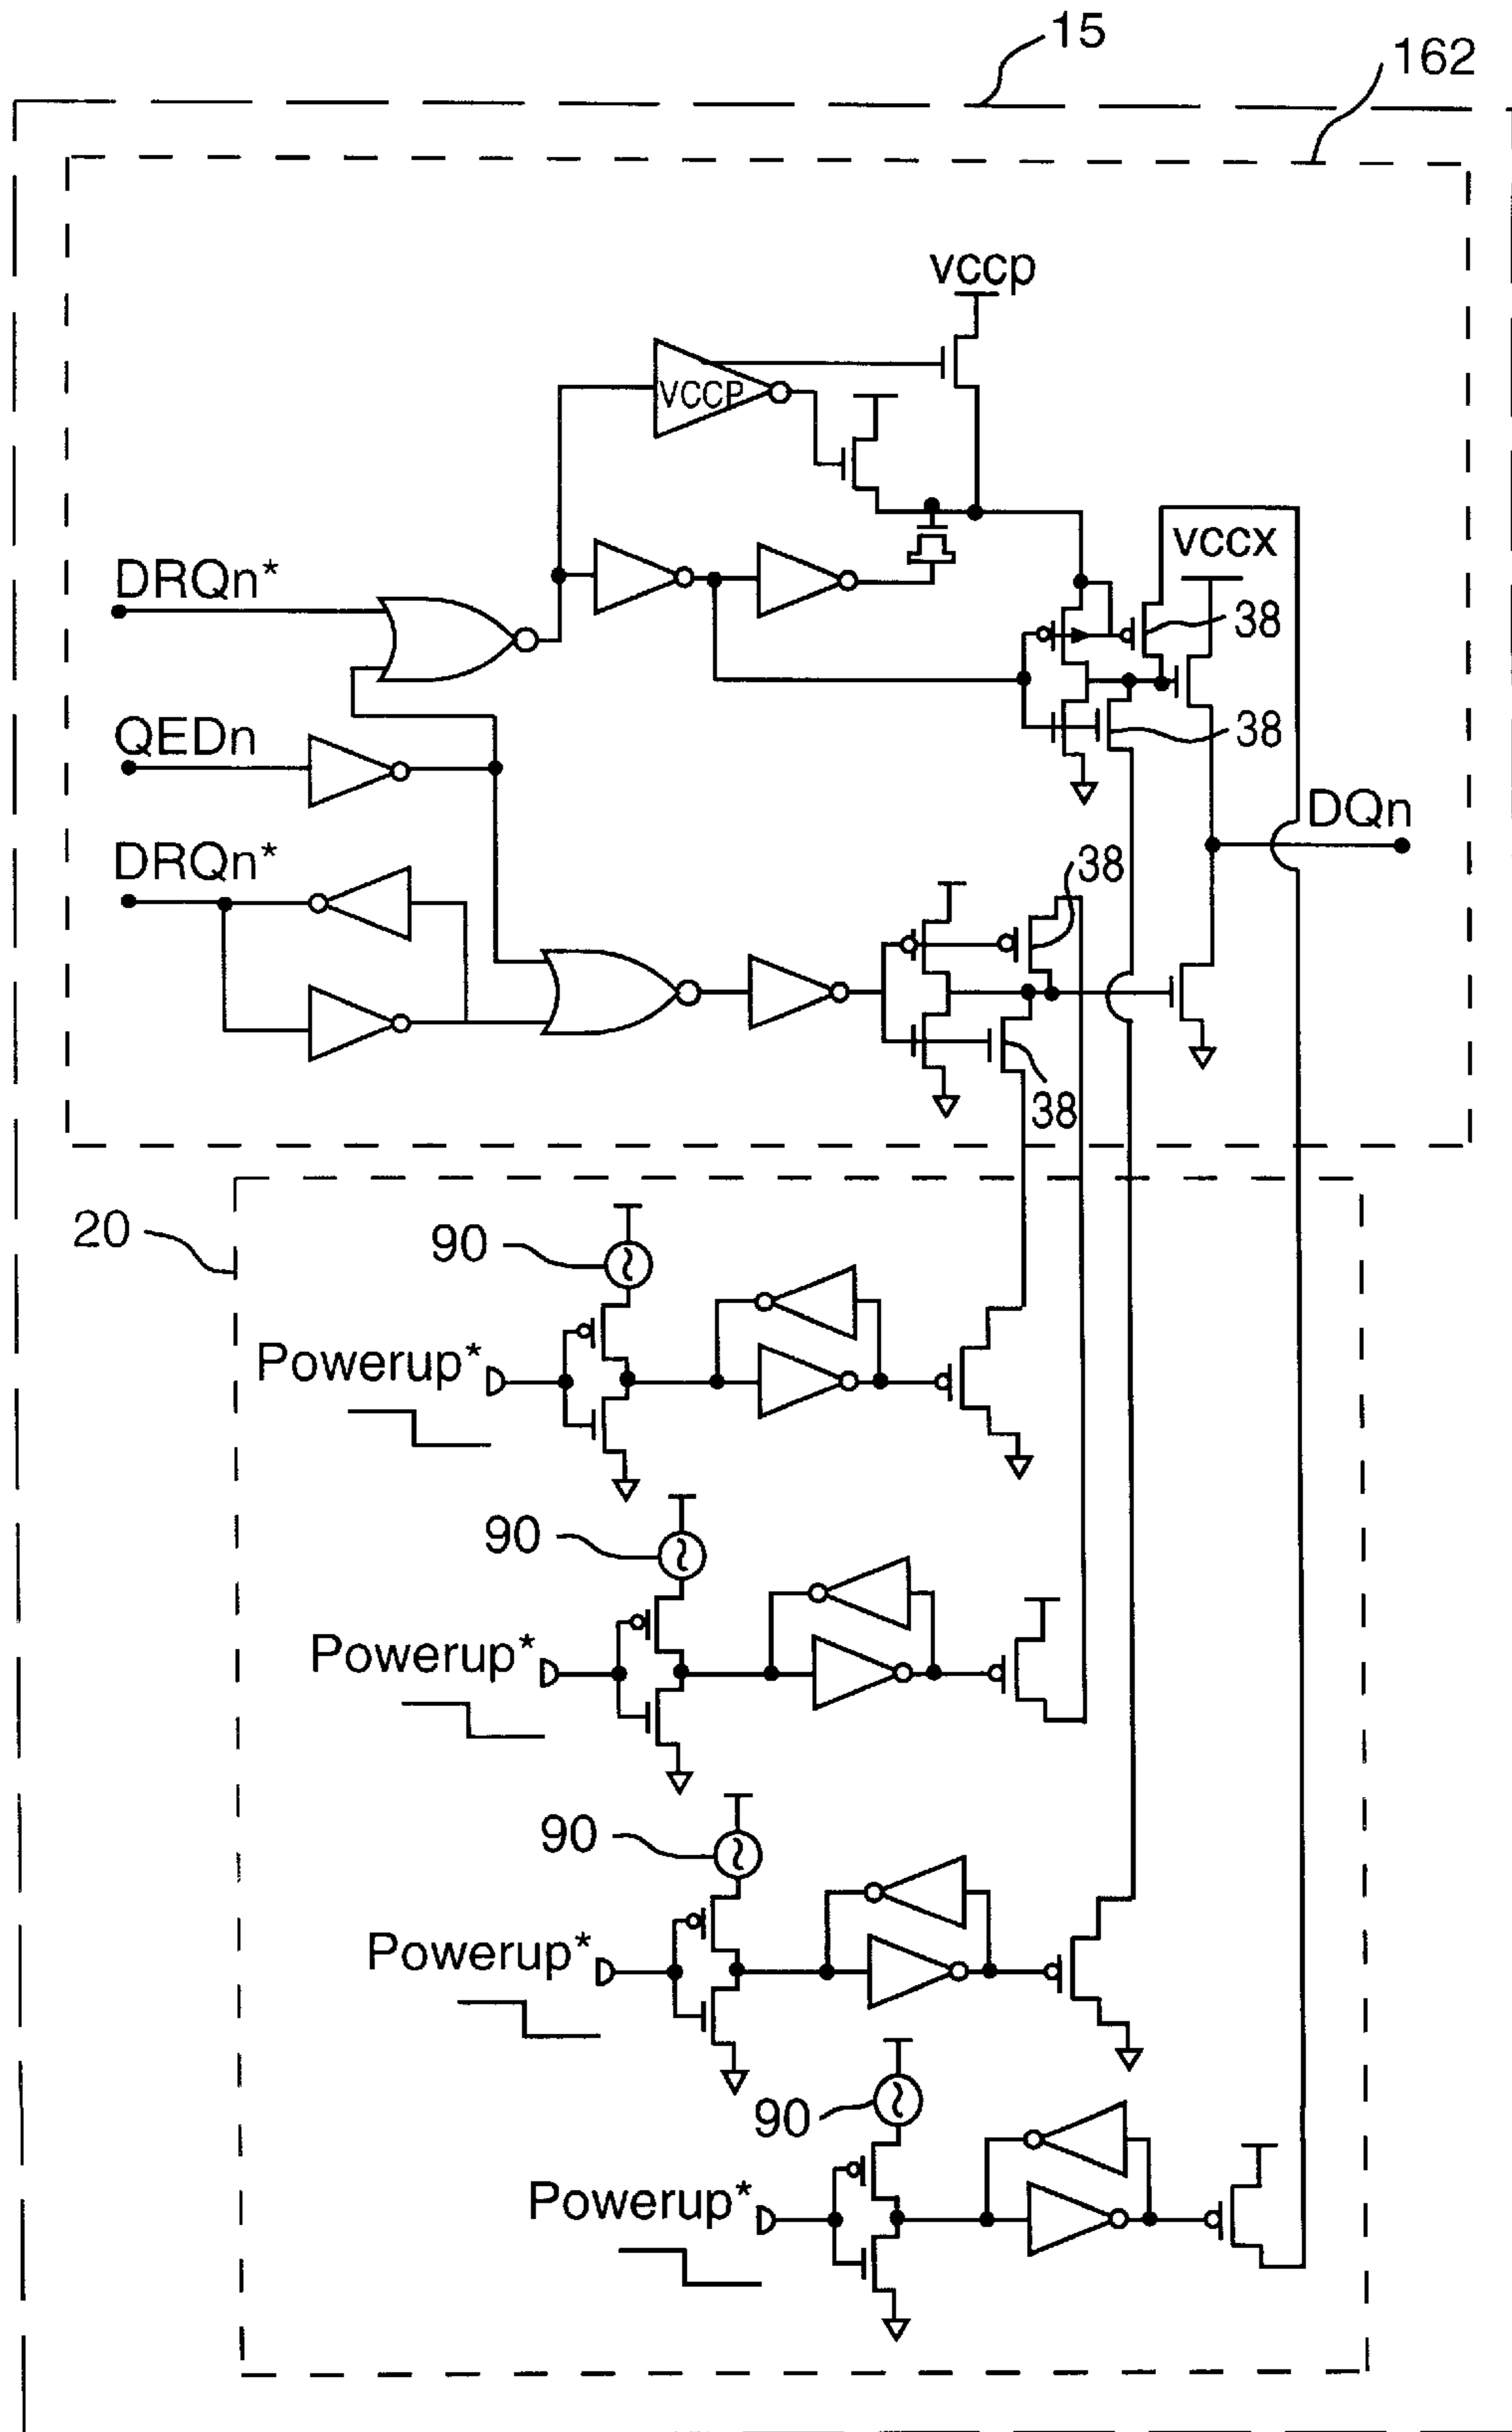 15
162
vccp
VCCP
DRQn*
vccx
38
QEDn
38
DQn
DRQn*
38
38
20
90
Powerup*
90
Powerup*
90
Powerup*
90
Powerup*